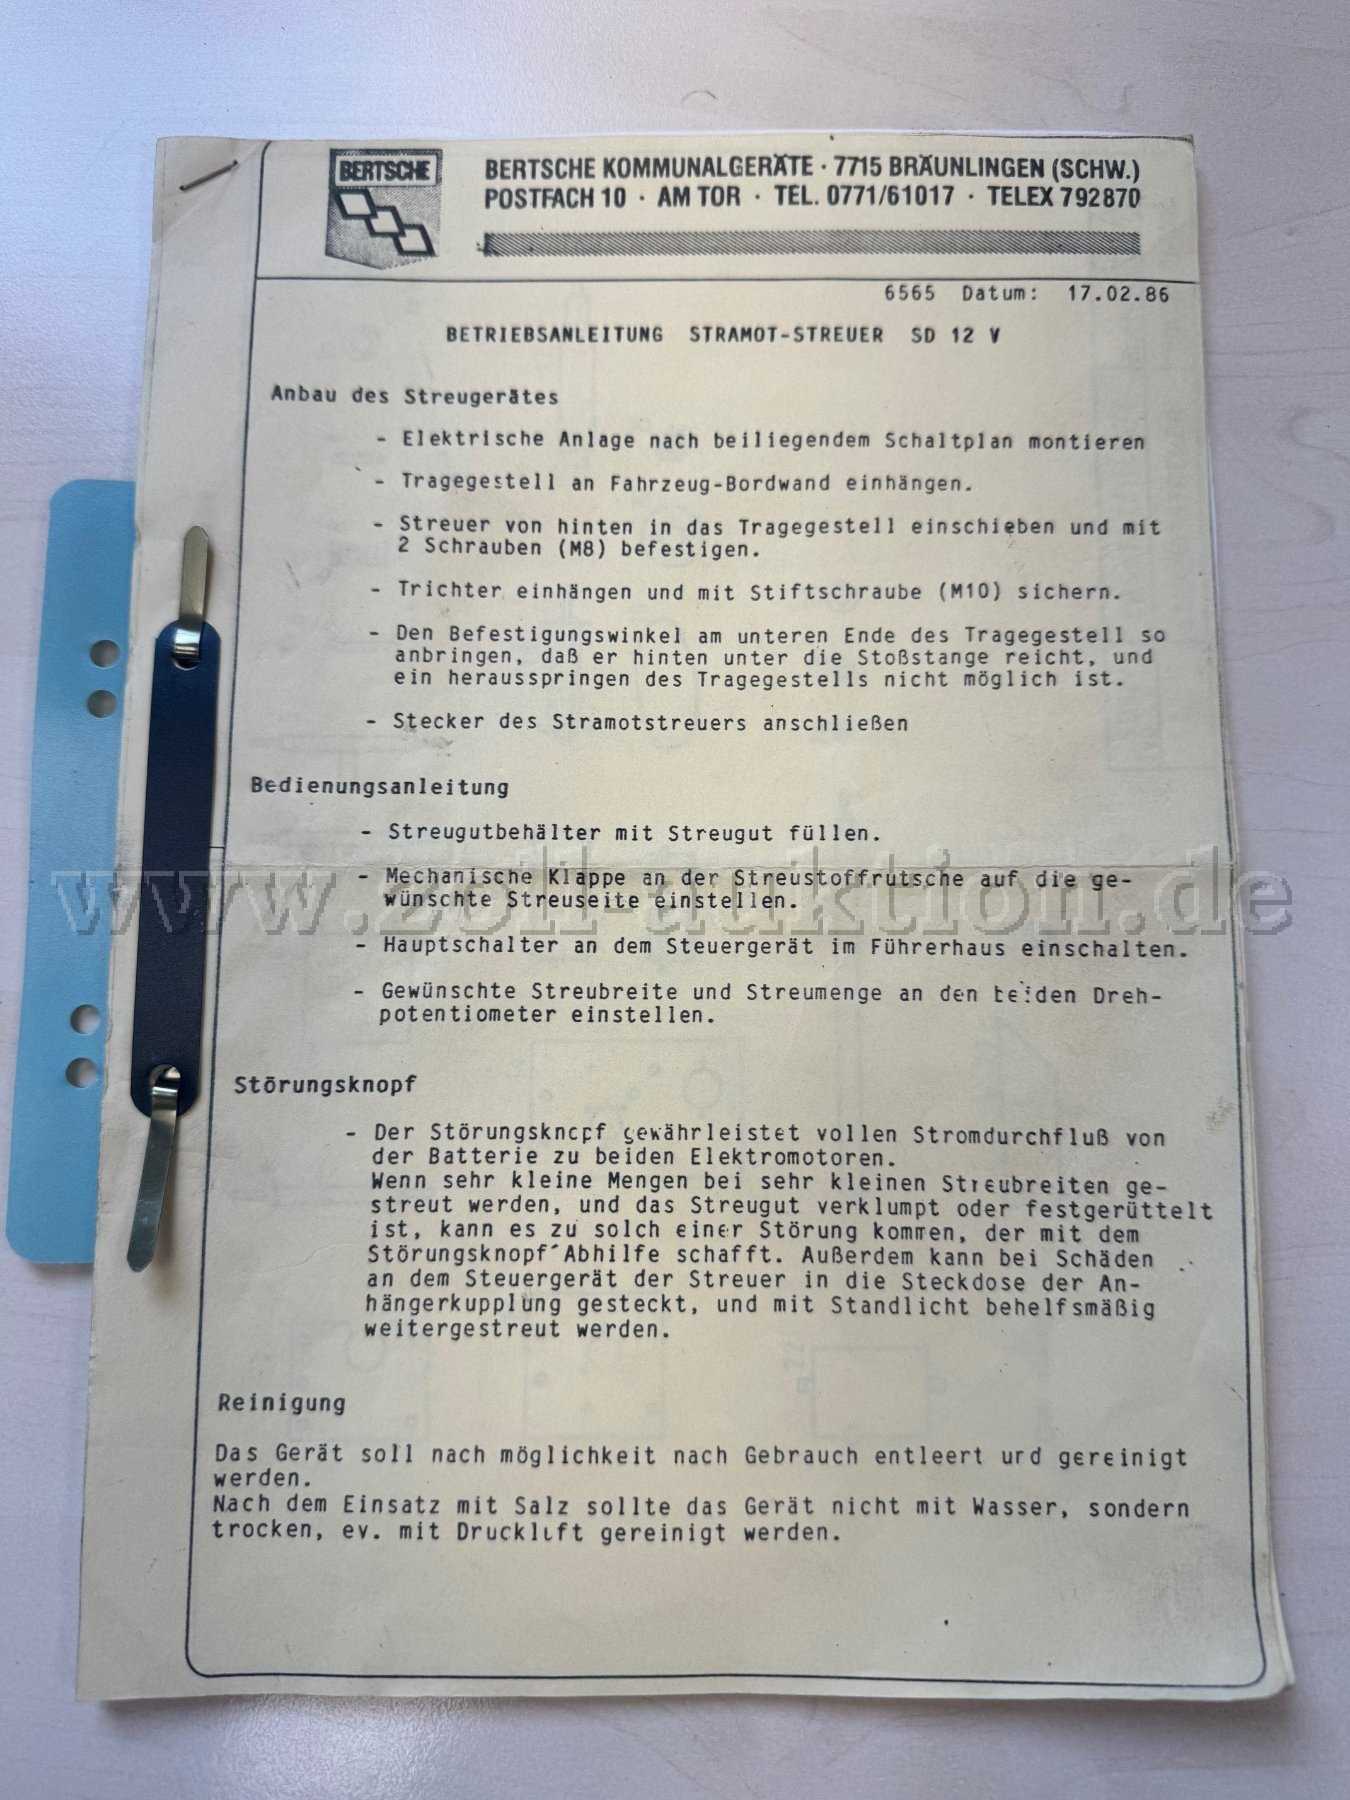 BERTSCHE
BERTSCHE KOMMUNALGERÄTE · 7715 BRÄUNLINGEN (SCHW.)
POSTFACH 10 · AM TOR · TEL. 0771/61017 · TELEX 792870
6565 Datum: 17.02.86
BETRIEBSANLEITUNG STRAMOT-STREUER SD 12 V
Anbau des Streugerätes
- Elektrische Anlage nach beiliegendem Schaltplan montieren
- Tragegestell an Fahrzeug-Bordwand einhängen.
- Streuer von hinten in das Tragegestell einschieben und mit
2 Schrauben (M8) befestigen.
- Trichter einhängen und mit Stiftschraube (M10) sichern.
- Den Befestigungswinkel am unteren Ende des Tragegestell so
anbringen, daß er hinten unter die Stoßstange reicht, und
ein herausspringen des Tragegestells nicht möglich ist.
- Stecker des Stramotstreuers anschließen
Bedienungsanleitung
- Streugutbehälter mit Streugut füllen.
- Mechanische Klappe an der Streustoffrutsche auf die ge-
wünschte Streuseite einstellen.
www.zoll-auktion.de
- Hauptschalter an dem Steuergerät im Führerhaus einschalten.
- Gewünschte Streubreite und Streumenge an den beiden Dreh-
potentiometer einstellen.
Störungsknopf
- Der Störungsknopf gewährleistet vollen Stromdurchfluß von
der Batterie zu beiden Elektromotoren.
Wenn sehr kleine Mengen bei sehr kleinen Streubreiten ge-
streut werden, und das Streugut verklumpt oder festgerüttelt
ist, kann es zu solch einer Störung kommen, der mit dem
Störungsknopf Abhilfe schafft. Außerdem kann bei Schäden
an dem Steuergerät der Streuer in die Steckdose der An-
hängerkupplung gesteckt, und mit Standlicht behelfsmäßig
weitergestreut werden.
Reinigung
Das Gerät soll nach möglichkeit nach Gebrauch entleert und gereinigt
werden.
Nach dem Einsatz mit Salz sollte das Gerät nicht mit Wasser, sondern
trocken, ev. mit Druckluft gereinigt werden.